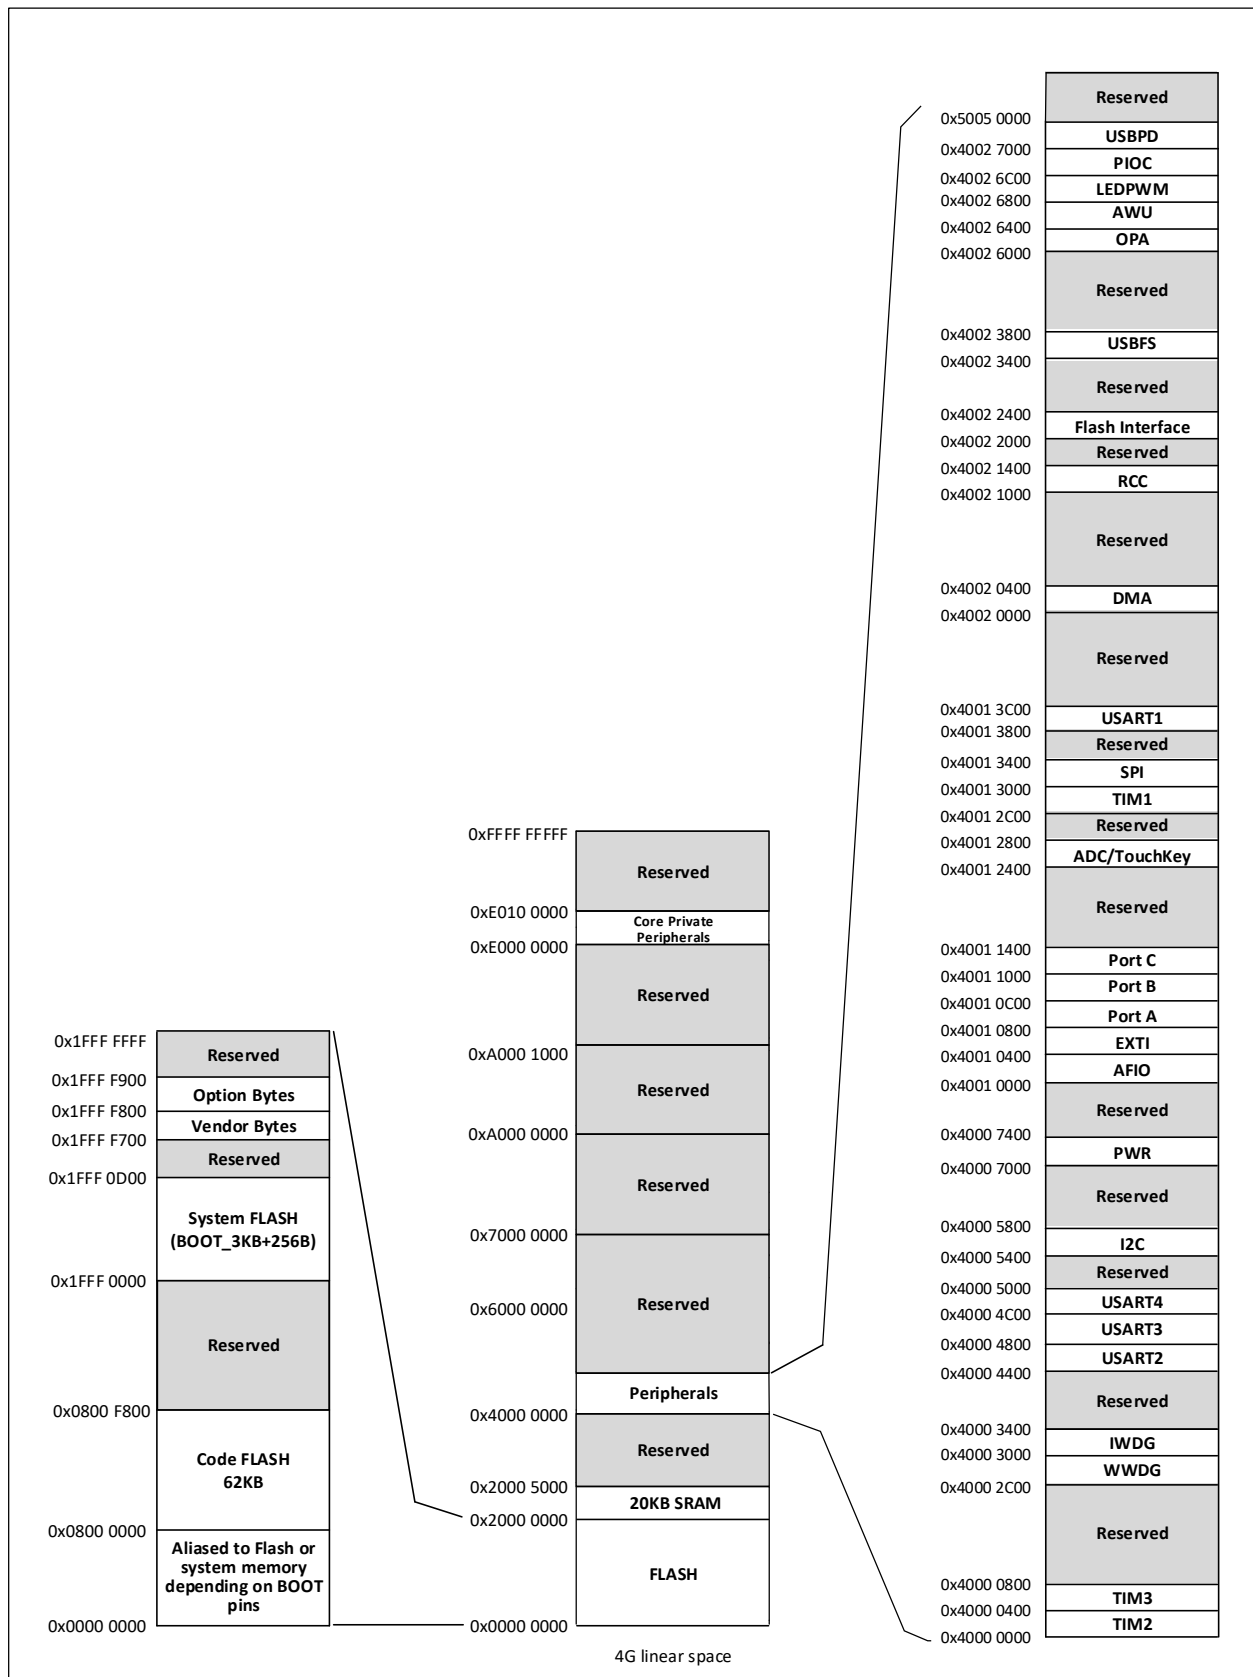 0x1FFF FFFF
Reserved
0x1FFF F900
Option Bytes
0x1FFF F800
Vendor Bytes
0x1FFF F700
Reserved
0x1FFF 0D00
System FLASH
(BOOT_3KB+256B)
0x1FFF 0000
Reserved
0x0800 F800
Code FLASH
62KB
0x0800 0000
Aliased to Flash or
system memory
depending on BOOT
pins
0x0000 0000
0xFFFF FFFFF
Reserved
0xE010 0000
Core Private
Peripherals
0xE000 0000
Reserved
0xA000 1000
Reserved
0xA000 0000
Reserved
0x7000 0000
Reserved
0x6000 0000
Peripherals
0x4000 0000
Reserved
0x2000 5000
20KB SRAM
0x2000 0000
FLASH
0x0000 0000
4G linear space
Reserved
0x5005 0000
USBPD
0x4002 7000
PIOC
0x4002 6C00
LEDPWM
0x4002 6800
AWU
0x4002 6400
OPA
0x4002 6000
Reserved
0x4002 3800
USBFS
0x4002 3400
Reserved
0x4002 2400
Flash Interface
0x4002 2000
Reserved
0x4002 1400
RCC
0x4002 1000
Reserved
0x4002 0400
DMA
0x4002 0000
Reserved
0x4001 3C00
USART1
0x4001 3800
Reserved
0x4001 3400
SPI
0x4001 3000
TIM1
0x4001 2C00
Reserved
0x4001 2800
ADC/TouchKey
0x4001 2400
Reserved
0x4001 1400
Port C
0x4001 1000
Port B
0x4001 0C00
Port A
0x4001 0800
EXTI
0x4001 0400
AFIO
0x4001 0000
Reserved
0x4000 7400
PWR
0x4000 7000
Reserved
0x4000 5800
I2C
0x4000 5400
Reserved
0x4000 5000
USART4
0x4000 4C00
USART3
0x4000 4800
USART2
0x4000 4400
Reserved
0x4000 3400
IWDG
0x4000 3000
WWDG
0x4000 2C00
Reserved
0x4000 0800
TIM3
0x4000 0400
TIM2
0x4000 0000